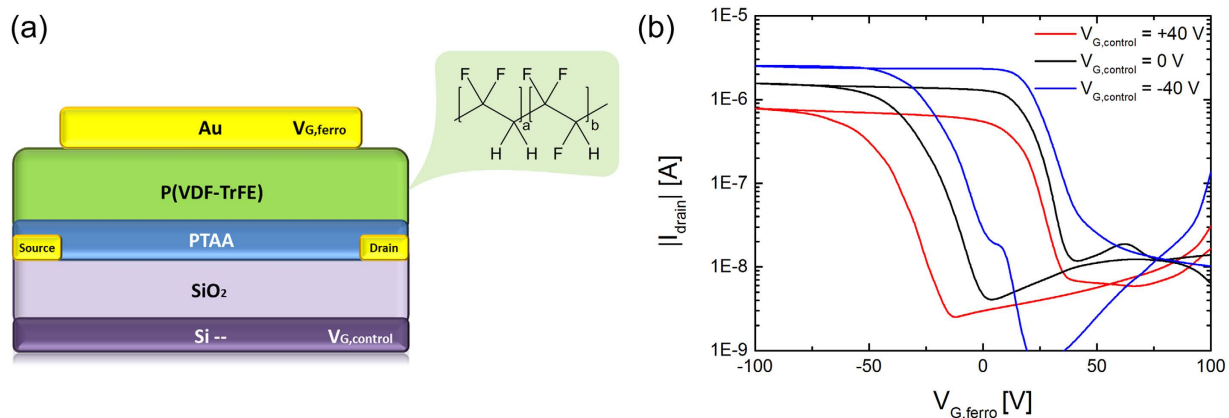 (a)
Au VG,ferro
P(VDF-TrFE)
Source PTAA Drain
SiO2
Si -- VG,control
F F F F
a b
H H F H
(b)
VG,control = +40 V
VG,control = 0 V
VG,control = -40 V
1E-5
1E-6
1E-7
1E-8
1E-9
|Idrain| [A]
-100 -50 0 50 100
VG,ferro [V]